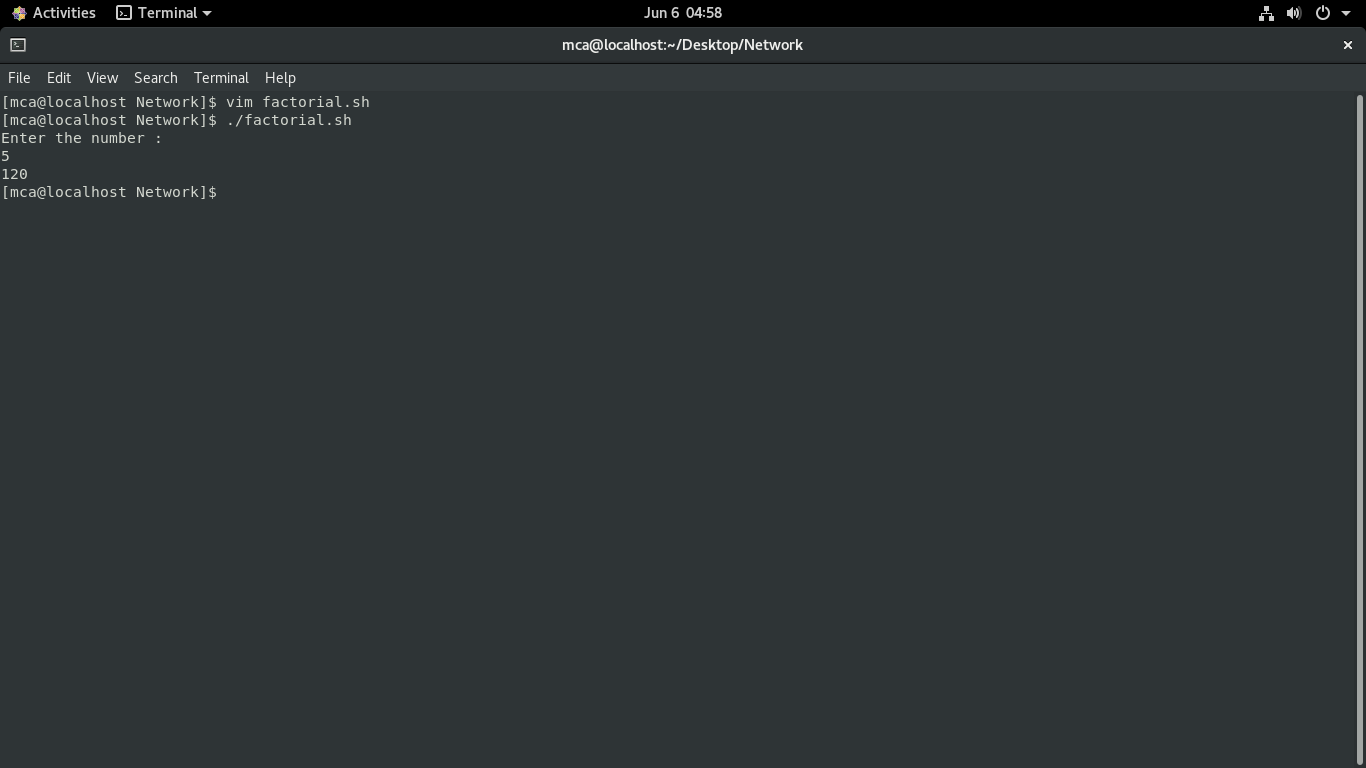 Activities Terminal Jun 6 04:58
mca@localhost:~/Desktop/Network
File Edit View Search Terminal Help
[mca@localhost Network]$ vim factorial.sh
[mca@localhost Network]$ ./factorial.sh
Enter the number :
5
120
[mca@localhost Network]$